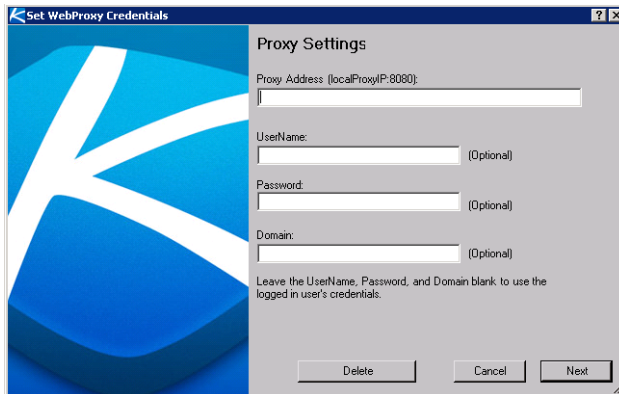 Set WebProxy Credentials
Proxy Settings
Proxy Address (localProxyIP:8080):
UserName:
(Optional)
Password:
(Optional)
Domain:
(Optional)
Leave the UserName, Password, and Domain blank to use the
logged in user's credentials.
Delete Cancel Next